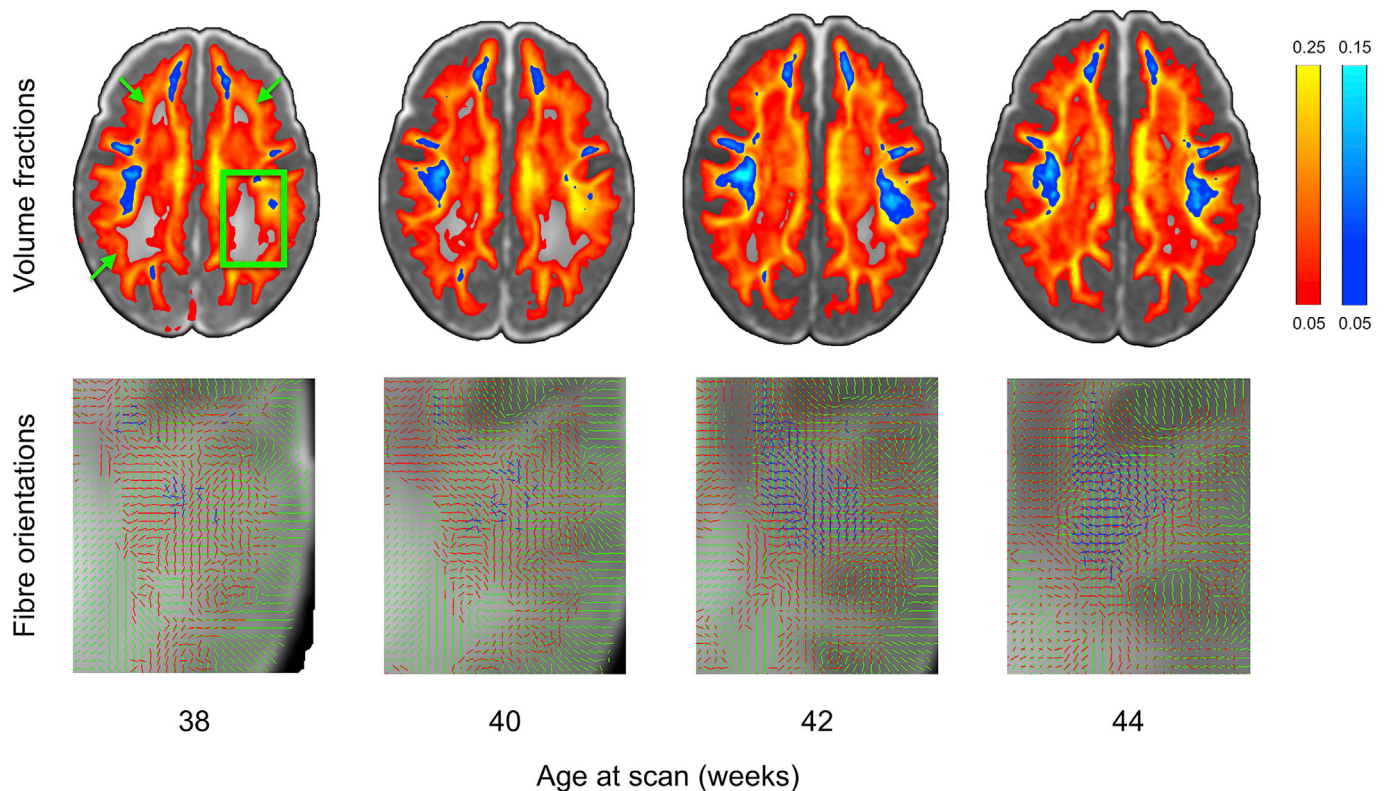 Volume fractions
0.25 0.15
0.05 0.05
Fibre orientations
38 40 42 44
Age at scan (weeks)